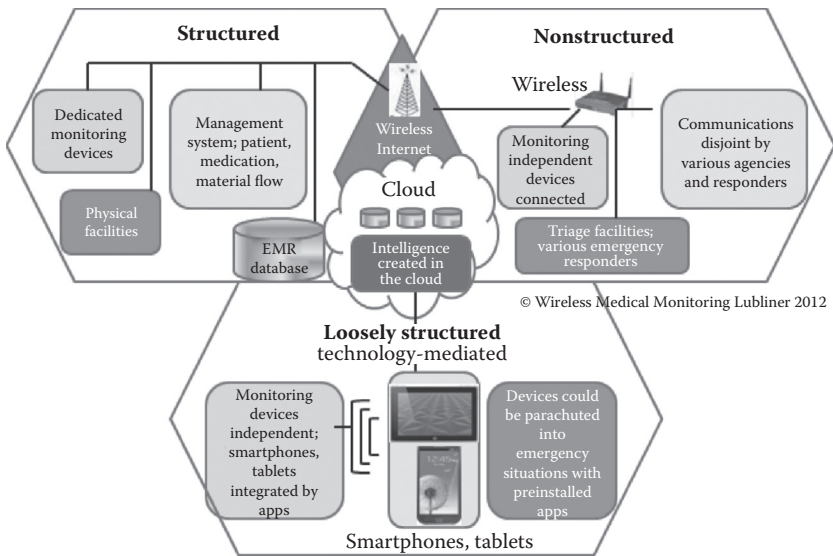 Structured
Nonstructured
Wireless
Dedicated
monitoring
devices
Management
system; patient,
medication,
material flow
Physical
facilities
EMR
database
Wireless
Internet
Cloud
Intelligence
created in
the cloud
Monitoring
independent
devices
connected
Communications
disjoint by
various agencies
and responders
Triage facilities;
various emergency
responders
© Wireless Medical Monitoring Lubliner 2012
Loosely structured
technology-mediated
Monitoring
devices
independent;
smartphones,
tablets
integrated by
apps
12:45
Devices could
be parachuted
into
emergency
situations with
preinstalled
apps
Smartphones, tablets